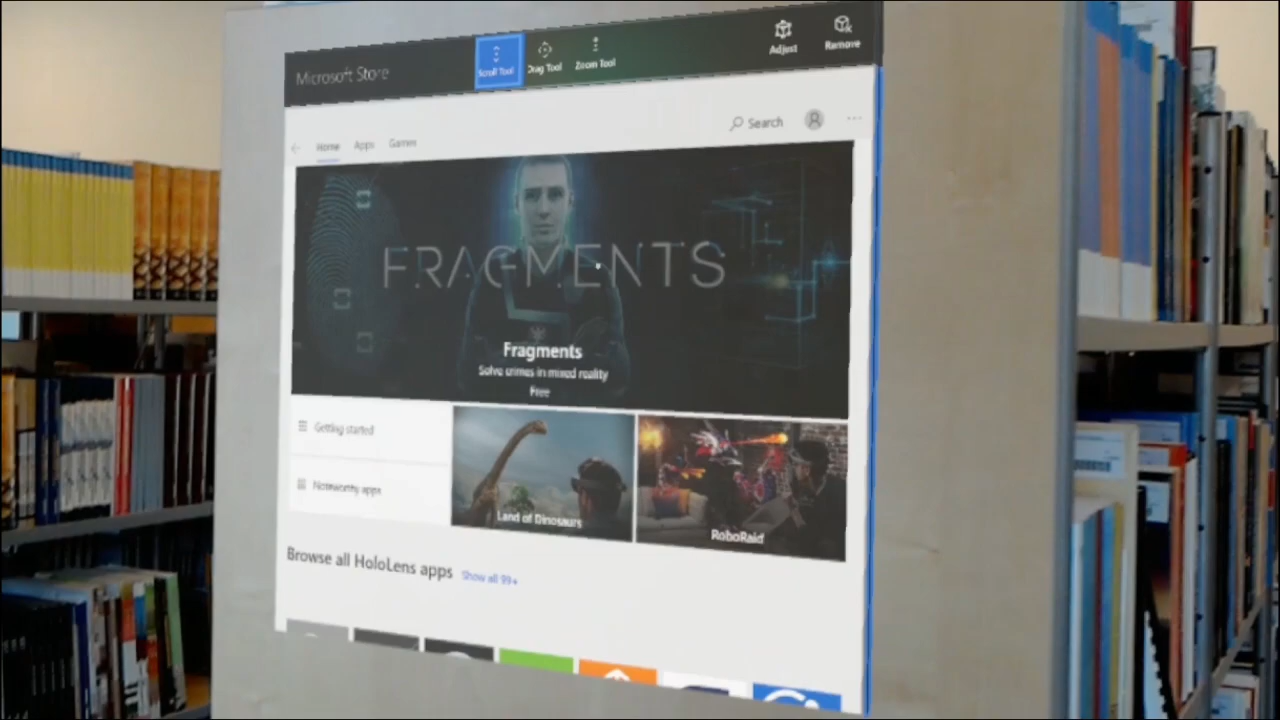 Microsoft Store
Scroll Tool
Drag Tool
Zoom Tool
Adjust
Remove
Search
Home Apps Games
FRAGMENTS
Fragments
Solve crimes in mixed reality
Free
Getting started
Noteworthy apps
Land of Dinosaurs
RoboRaid
Browse all HoloLens apps Show all 99+